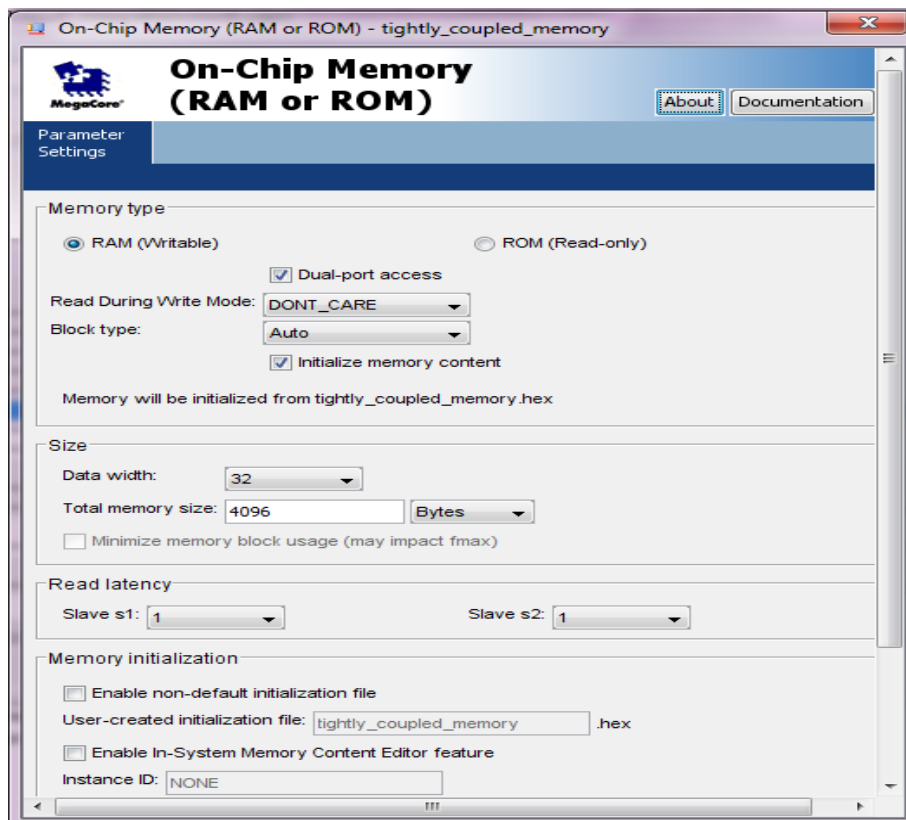 On-Chip Memory (RAM or ROM) - tightly_coupled_memory
MegaCore®
On-Chip Memory
(RAM or ROM)
About Documentation
Parameter
Settings
Memory type
RAM (Writable) ROM (Read-only)
Dual-port access
Read During Write Mode: DONT_CARE
Block type: Auto
Initialize memory content
Memory will be initialized from tightly_coupled_memory.hex
Size
Data width: 32
Total memory size: 4096 Bytes
Minimize memory block usage (may impact fmax)
Read latency
Slave s1: 1 Slave s2: 1
Memory initialization
Enable non-default initialization file
User-created initialization file: tightly_coupled_memory .hex
Enable In-System Memory Content Editor feature
Instance ID: NONE